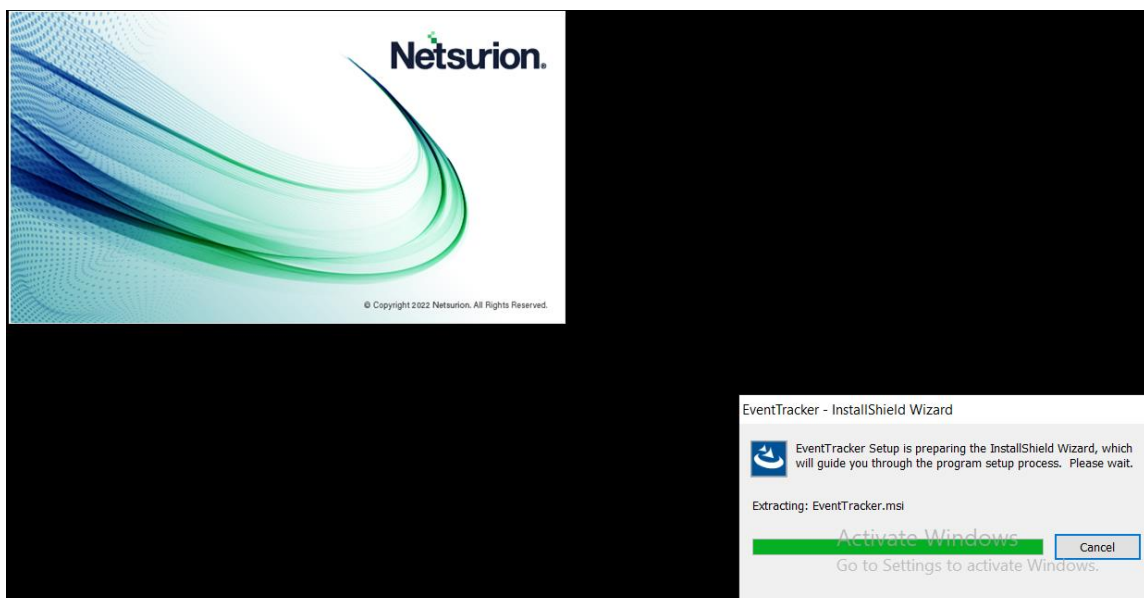 Netsurion®
© Copyright 2022 Netsurion. All Rights Reserved.
EventTracker - InstallShield Wizard
EventTracker Setup is preparing the InstallShield Wizard, which
will guide you through the program setup process. Please wait.
Extracting: EventTracker.msi
Activate Windows
Cancel
Go to Settings to activate Windows.